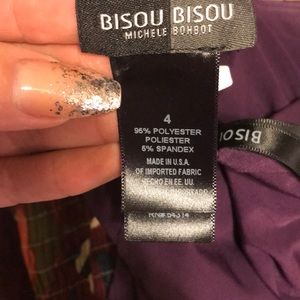 BISOU BISOU
MICHELE BOHBOT
4
95% POLYESTER
POLIESTER
5% SPANDEX
MADE IN U.S.A.
OF IMPORTED FABRIC
HECHO EN EE. UU.
BISOU